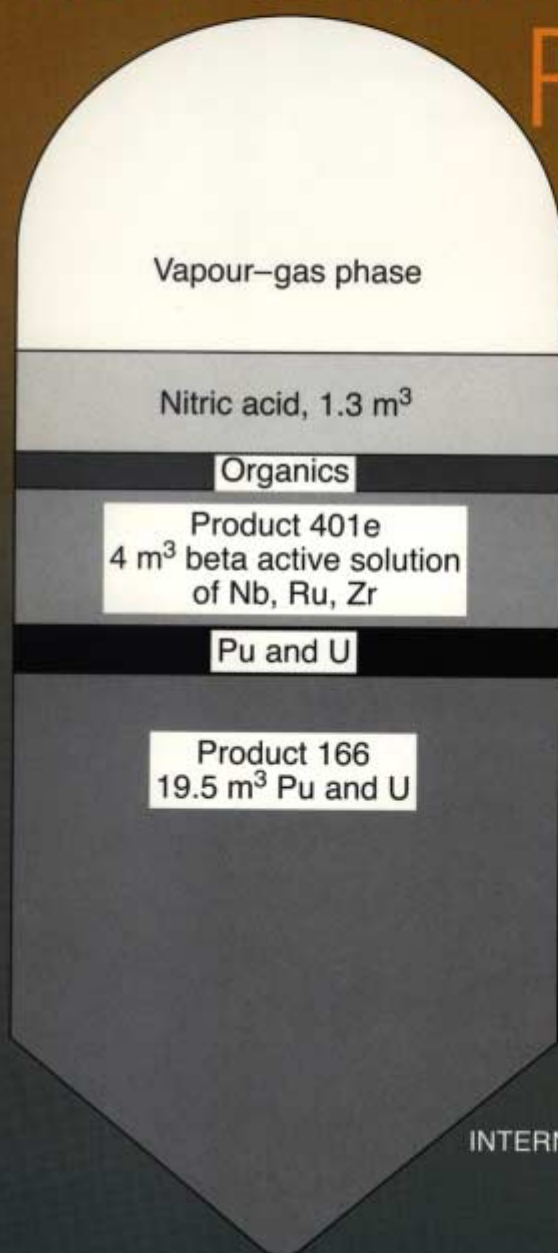 Vapour–gas phase
Nitric acid, 1.3 m³
Organics
Product 401e
4 m³ beta active solution
of Nb, Ru, Zr
Pu and U
Product 166
19.5 m³ Pu and U